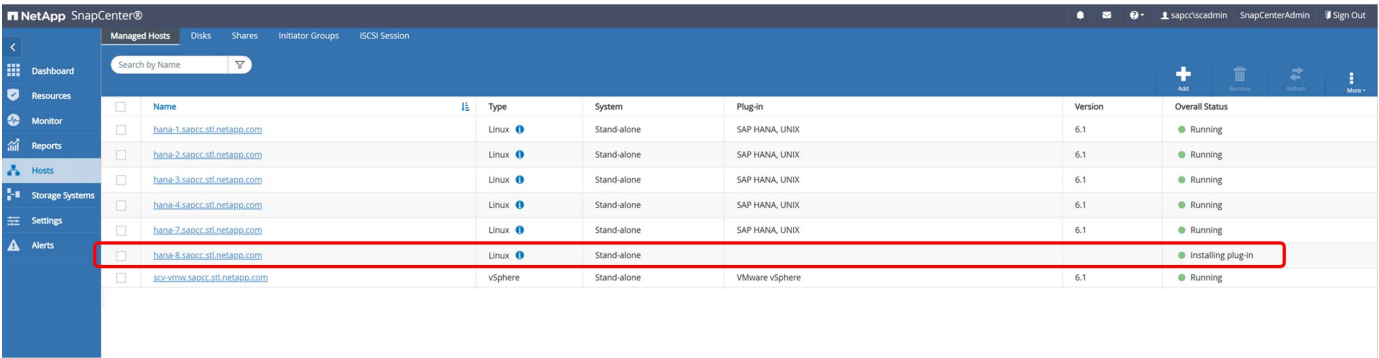 NetApp SnapCenter® sapcc\scadmin SnapCenterAdmin Sign Out
Managed Hosts Disks Shares Initiator Groups iSCSI Session
Search by Name
Dashboard
Resources
Monitor
Reports
Hosts
Storage Systems
Settings
Alerts
Add Remove Refresh More
Name Type System Plug-in Version Overall Status
hana-1.sapcc.stl.netapp.com Linux Stand-alone SAP HANA, UNIX 6.1 Running
hana-2.sapcc.stl.netapp.com Linux Stand-alone SAP HANA, UNIX 6.1 Running
hana-3.sapcc.stl.netapp.com Linux Stand-alone SAP HANA, UNIX 6.1 Running
hana-4.sapcc.stl.netapp.com Linux Stand-alone SAP HANA, UNIX 6.1 Running
hana-7.sapcc.stl.netapp.com Linux Stand-alone SAP HANA, UNIX 6.1 Running
hana-8.sapcc.stl.netapp.com Linux Stand-alone Installing plug-in
scv-vmw.sapcc.stl.netapp.com vSphere Stand-alone VMware vSphere 6.1 Running